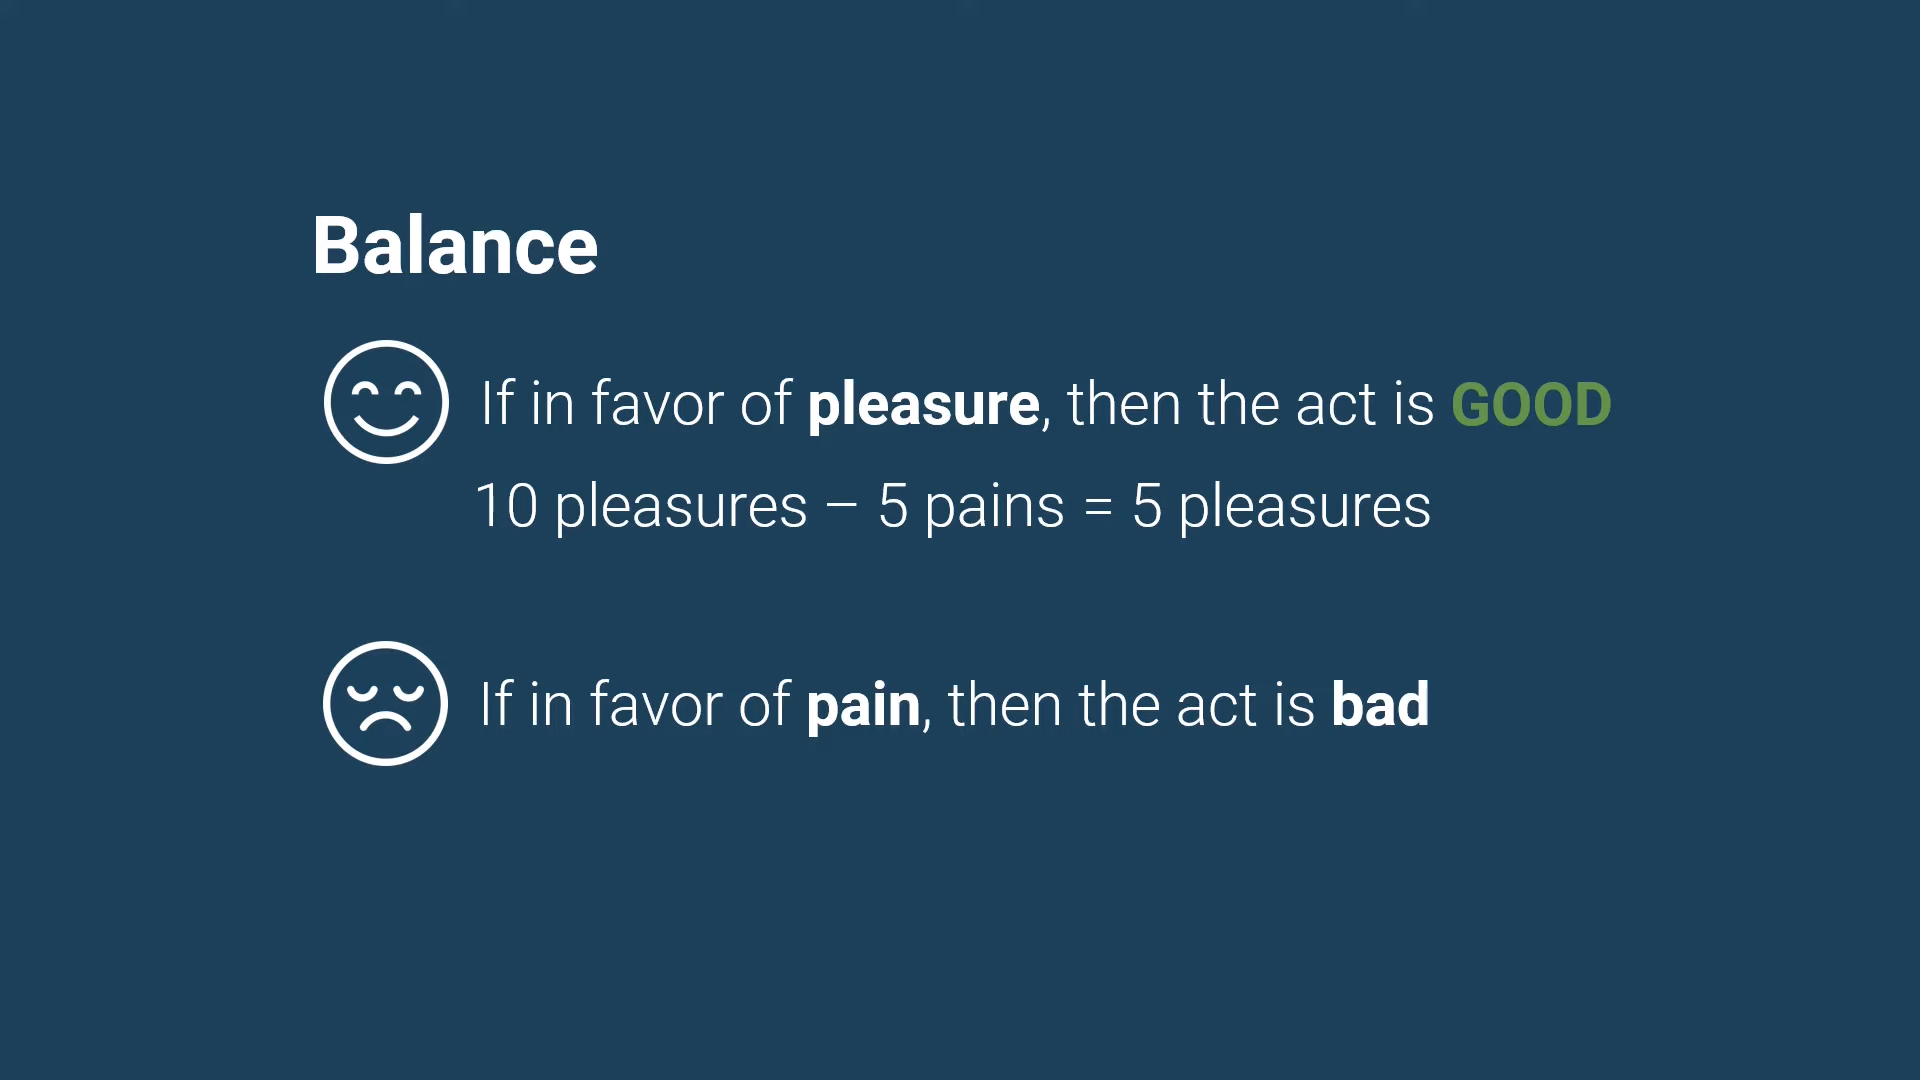 Balance
If in favor of pleasure, then the act is GOOD
10 pleasures – 5 pains = 5 pleasures
If in favor of pain, then the act is bad